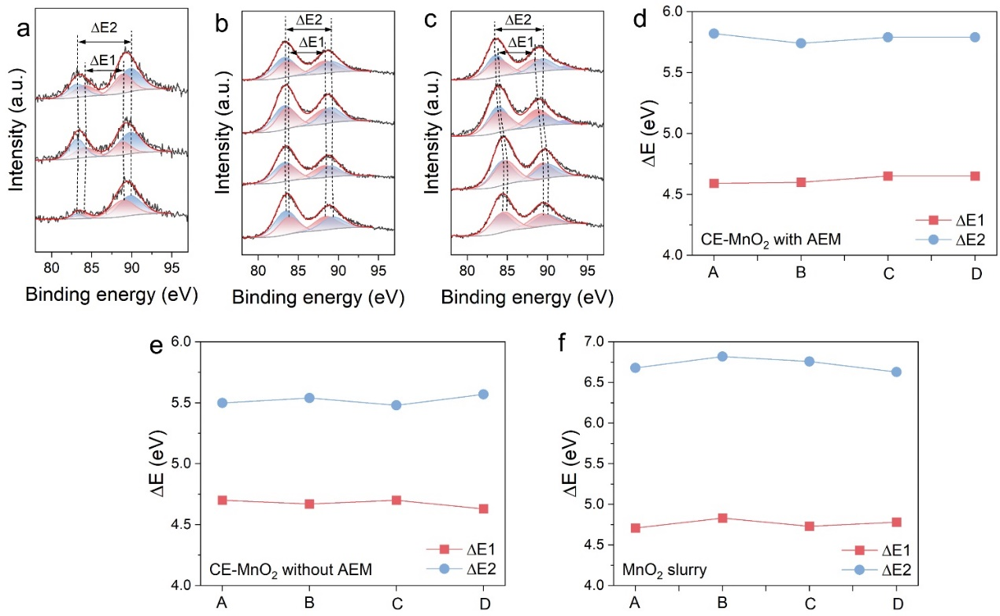 a
ΔE2
ΔE1
Intensity (a.u.)
80 85 90 95
Binding energy (eV)
b
ΔE2
ΔE1
Intensity (a.u.)
80 85 90 95
Binding energy (eV)
c
ΔE2
ΔE1
Intensity (a.u.)
80 85 90 95
Binding energy (eV)
d
6.0
5.5
5.0
4.5
4.0
ΔE (eV)
ΔE1
ΔE2
CE-MnO₂ with AEM
A B C D
e
6.0
5.5
5.0
4.5
4.0
ΔE (eV)
ΔE1
ΔE2
CE-MnO₂ without AEM
A B C D
f
7.0
6.5
6.0
5.5
5.0
4.5
4.0
ΔE (eV)
ΔE1
ΔE2
MnO₂ slurry
A B C D